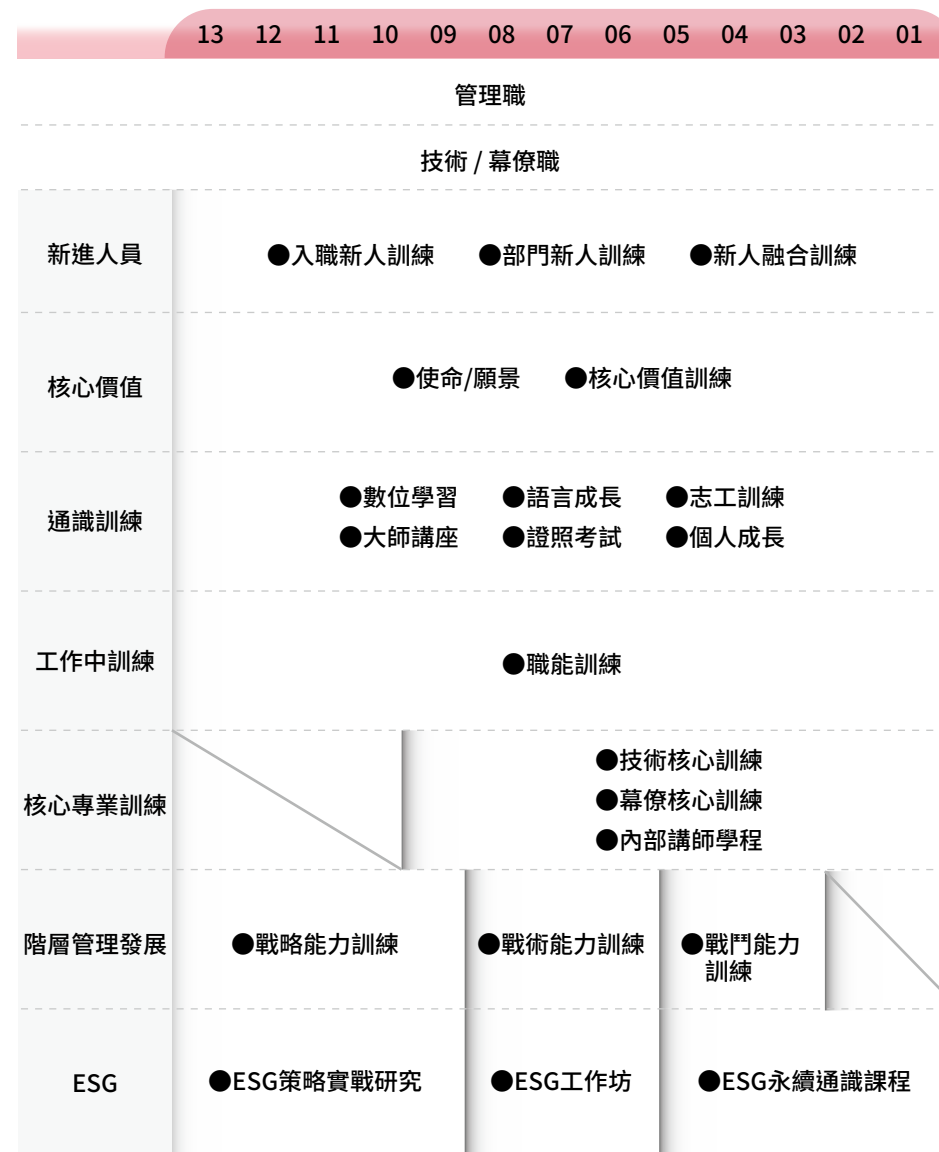 13 12 11 10 09 08 07 06 05 04 03 02 01
管理職
技術 / 幕僚職
新進人員
●入職新人訓練 ●部門新人訓練 ●新人融合訓練
核心價值
●使命/願景 ●核心價值訓練
通識訓練
●數位學習 ●語言成長 ●志工訓練
●大師講座 ●證照考試 ●個人成長
工作中訓練
●職能訓練
核心專業訓練
●技術核心訓練
●幕僚核心訓練
●內部講師學程
階層管理發展
●戰略能力訓練
●戰術能力訓練
●戰鬥能力
訓練
ESG
●ESG策略實戰研究
●ESG工作坊
●ESG永續通識課程